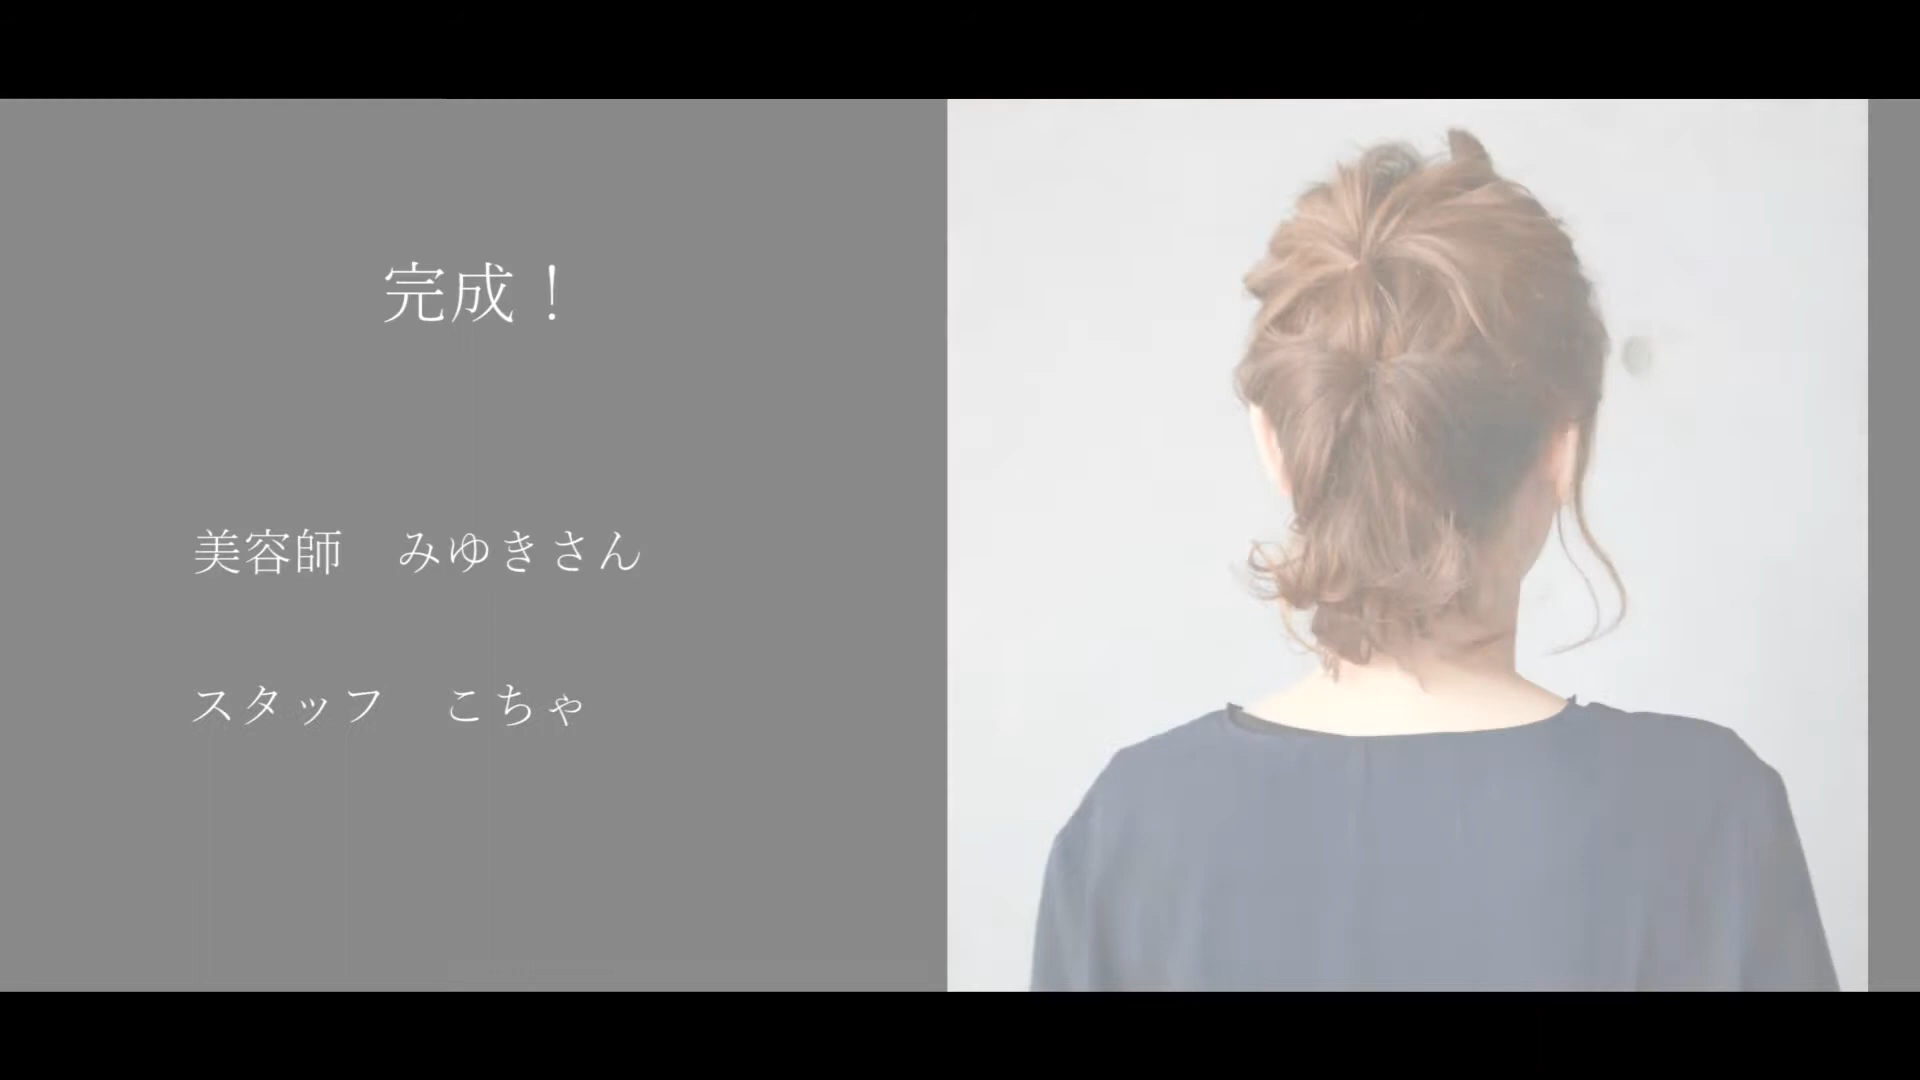 完成！
美容師　みゆきさん
スタッフ　こちゃ